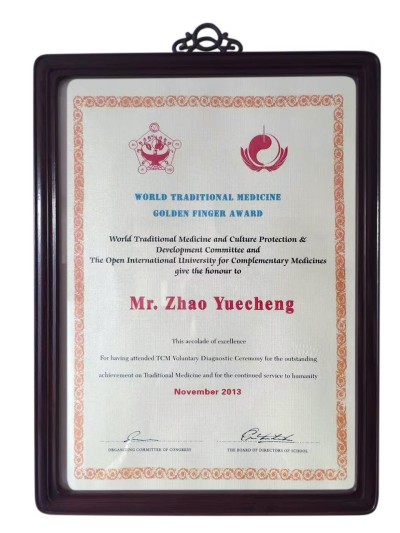 WORLD TRADITIONAL MEDICINE
GOLDEN FINGER AWARD
World Traditional Medicine and Culture Protection &
Development Committee and
The Open International University for Complementary Medicines
give the honour to
Mr. Zhao Yuecheng
This accolade of excellence
For having attended TCM Voluntary Diagnostic Ceremony for the outstanding
achievement on Traditional Medicine and for the continued service to humanity
November 2013
ORGANIZING COMMITTEE OF CONGRESS
THE BOARD OF DIRECTORS OF SCHOOL